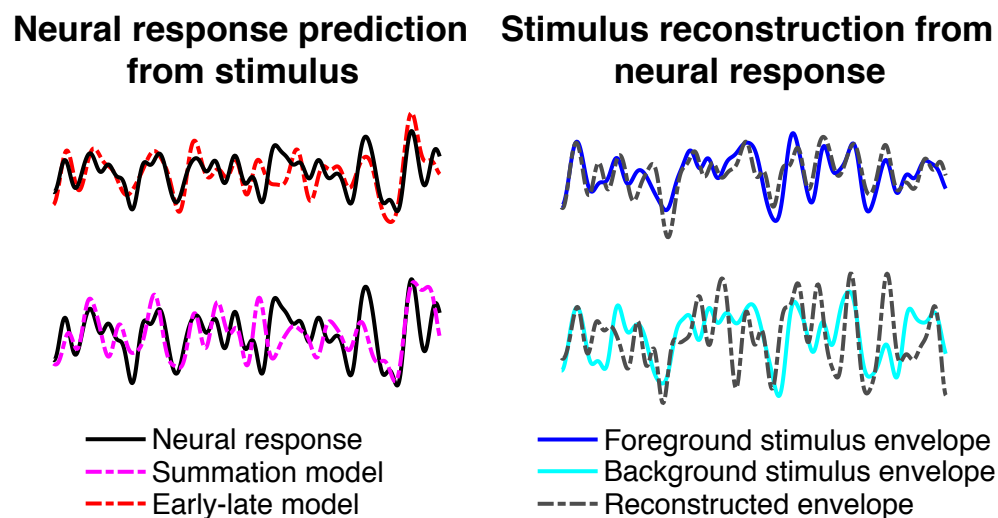 Neural response prediction
from stimulus
Stimulus reconstruction from
neural response
Neural response
Summation model
Early-late model
Foreground stimulus envelope
Background stimulus envelope
Reconstructed envelope